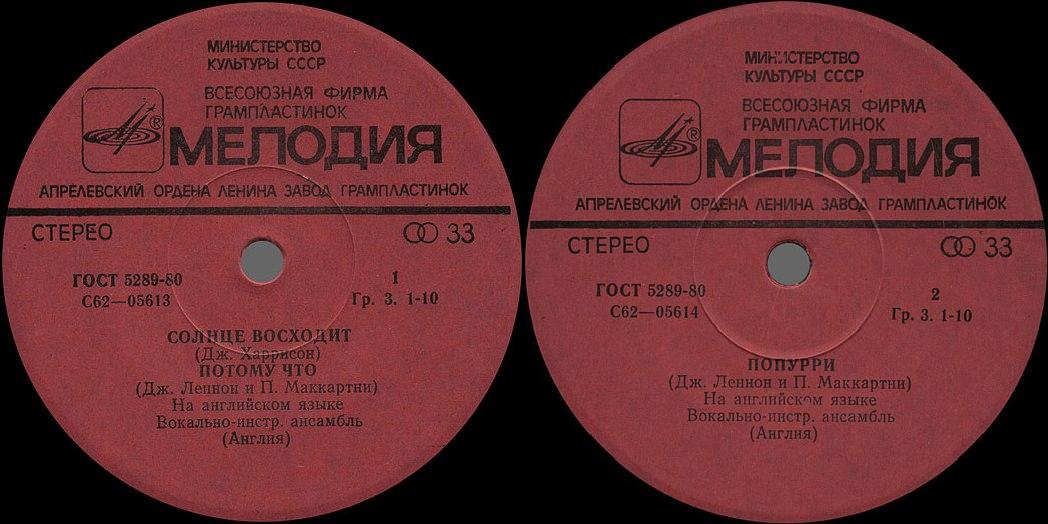 МИНИСТЕРСТВО
КУЛЬТУРЫ СССР
ВСЕСОЮЗНАЯ ФИРМА
ГРАМПЛАСТИНОК
® МЕЛОДИЯ
АПРЕЛЕВСКИЙ ОРДЕНА ЛЕНИНА ЗАВОД ГРАМПЛАСТИНОК
СТЕРЕО 33
ГОСТ 5289-80 1
С62—05613 Гр. 3. 1-10
СОЛНЦЕ ВОСХОДИТ
(Дж. Харрисон)
ПОТОМУ ЧТО
(Дж. Леннон и П. Маккартни)
На английском языке
Вокально-инстр. ансамбль
(Англия)
МИНИСТЕРСТВО
КУЛЬТУРЫ СССР
ВСЕСОЮЗНАЯ ФИРМА
ГРАМПЛАСТИНОК
® МЕЛОДИЯ
АПРЕЛЕВСКИЙ ОРДЕНА ЛЕНИНА ЗАВОД ГРАМПЛАСТИНОК
СТЕРЕО 33
ГОСТ 5289-80 2
С62—05614 Гр. 3. 1-10
ПОПУРРИ
(Дж. Леннон и П. Маккартни)
На английском языке
Вокально-инстр. ансамбль
(Англия)